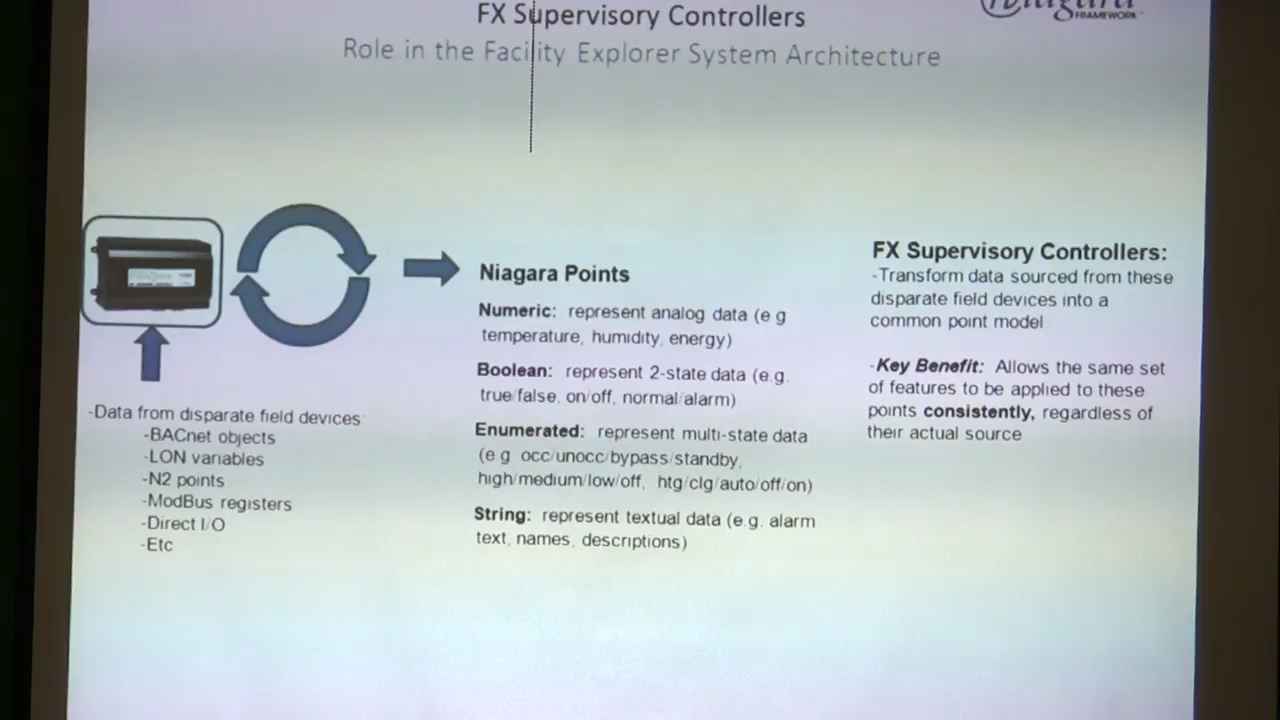 FX Supervisory Controllers
Niagara
FRAMEWORK™
Role in the Facility Explorer System Architecture
-Data from disparate field devices
-BACnet objects
-LON variables
-N2 points
-ModBus registers
-Direct I/O
-Etc
Niagara Points
Numeric: represent analog data (e g
temperature, humidity, energy)
Boolean: represent 2-state data (e.g.
true/false, on/off, normal/alarm)
Enumerated: represent multi-state data
(e g occ/unocc/bypass/standby,
high/medium/low/off, htg/clg/auto/off/on)
String: represent textual data (e.g. alarm
text, names, descriptions)
FX Supervisory Controllers:
-Transform data sourced from these
disparate field devices into a
common point model
-Key Benefit: Allows the same set
of features to be applied to these
points consistently, regardless of
their actual source